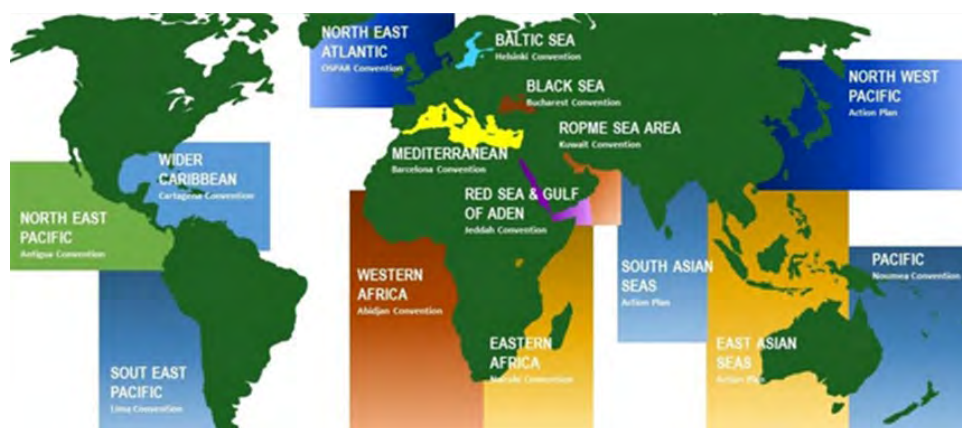 NORTH EAST
ATLANTIC
OSPAR Convention
BALTIC SEA
Helsinki Convention
BLACK SEA
Bucharest Convention
NORTH WEST
PACIFIC
Action Plan
ROPME SEA AREA
Kuwait Convention
MEDITERRANEAN
Barcelona Convention
WIDER
CARIBBEAN
Cartagena Convention
RED SEA & GULF
OF ADEN
Jeddah Convention
NORTH EAST
PACIFIC
Antigua Convention
WESTERN
AFRICA
Abidjan Convention
SOUTH ASIAN
SEAS
Action Plan
PACIFIC
Noumea Convention
EASTERN
AFRICA
Nairobi Convention
EAST ASIAN
SEAS
Action Plan
SOUT EAST
PACIFIC
Lima Convention